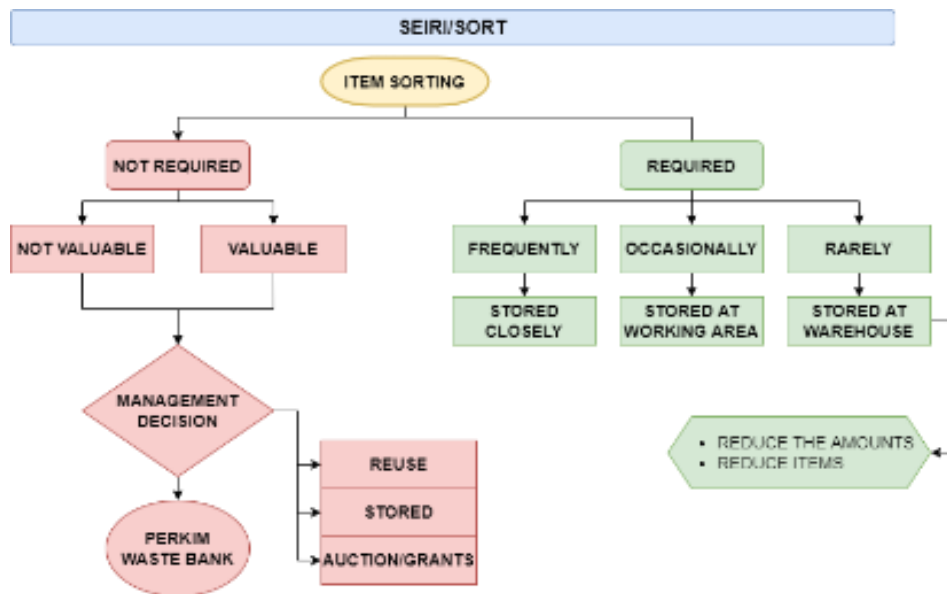 SEIRI/SORT
ITEM SORTING
NOT REQUIRED
REQUIRED
NOT VALUABLE
VALUABLE
FREQUENTLY
OCCASIONALLY
RARELY
STORED
CLOSELY
STORED AT
WORKING AREA
STORED AT
WAREHOUSE
MANAGEMENT
DECISION
• REDUCE THE AMOUNTS
• REDUCE ITEMS
REUSE
STORED
AUCTION/GRANTS
PERKIM
WASTE BANK